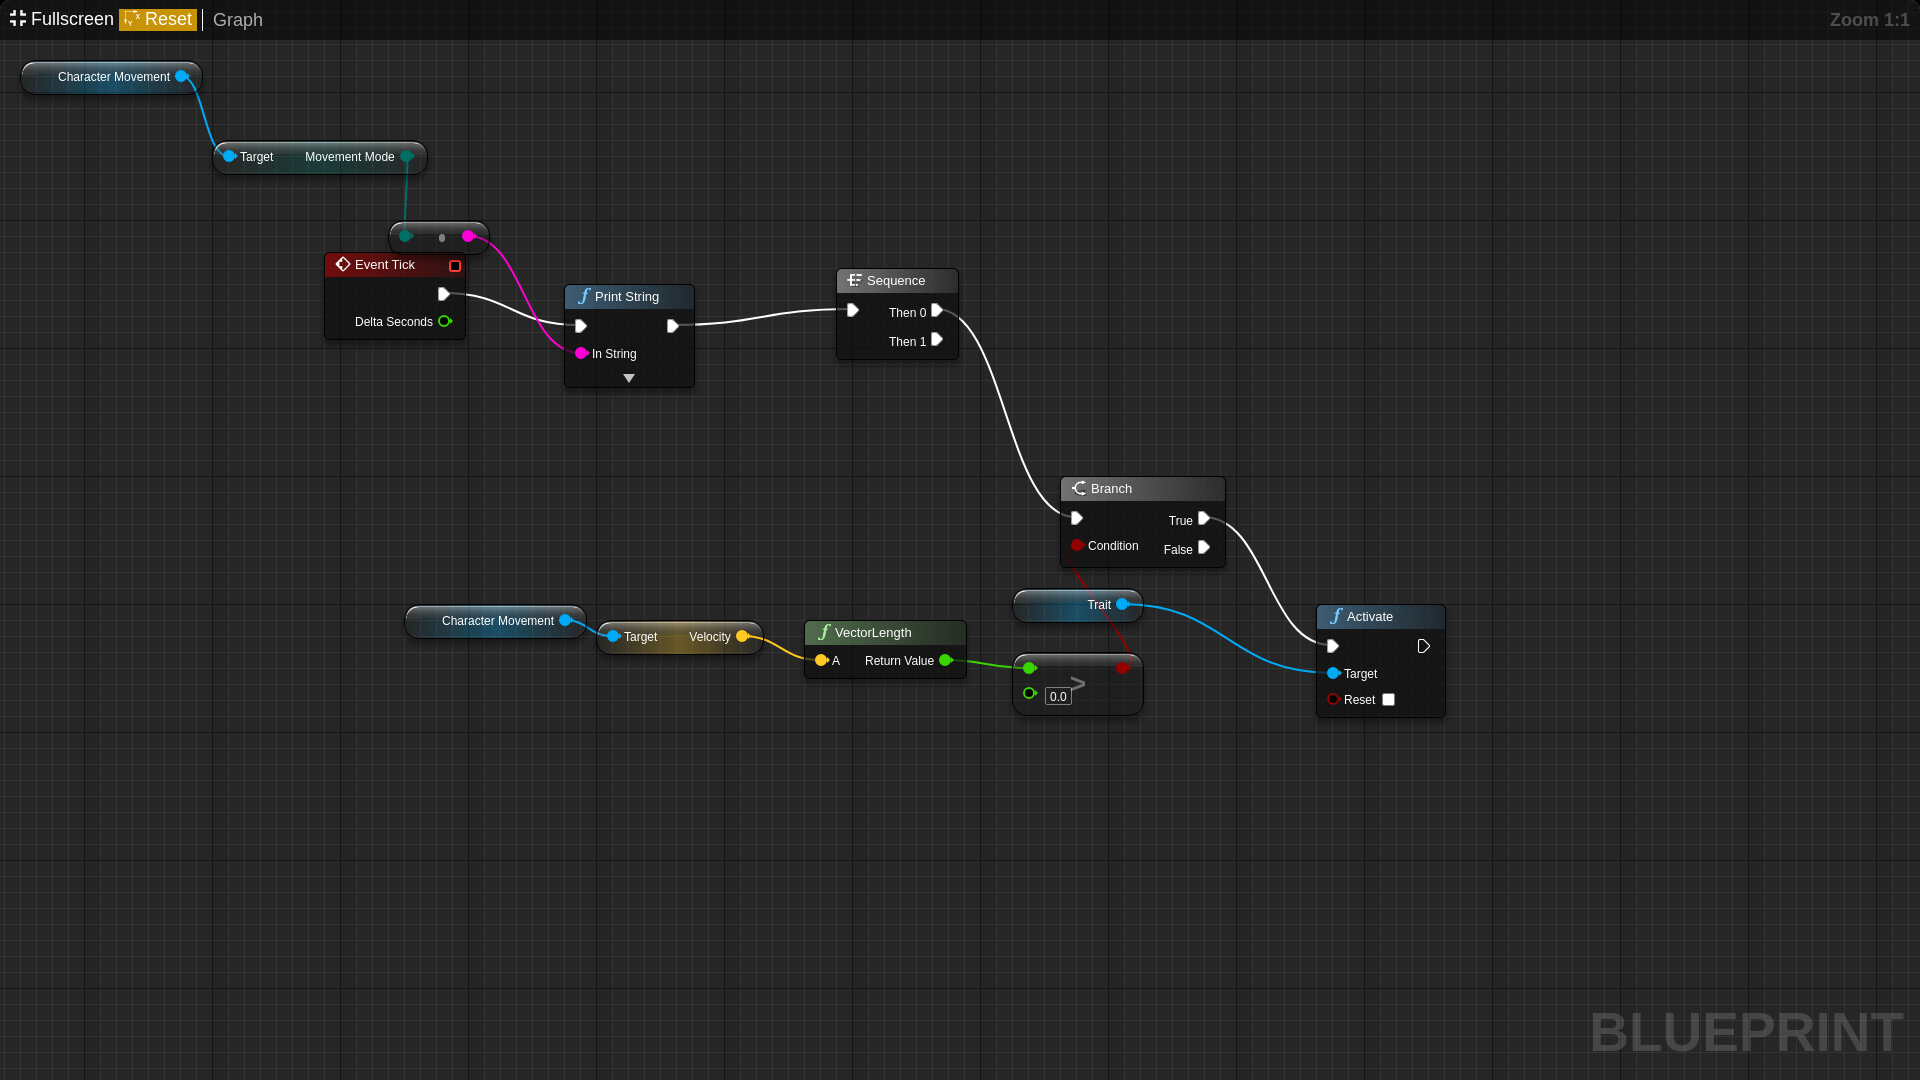 Fullscreen Reset Graph
Zoom 1:1
Character Movement
Target Movement Mode
Event Tick
Delta Seconds
Print String
In String
Sequence
Then 0
Then 1
Branch
True
Condition False
Trait
Character Movement
Target Velocity
VectorLength
A Return Value
>
0.0
Activate
Target
Reset
BLUEPRINT